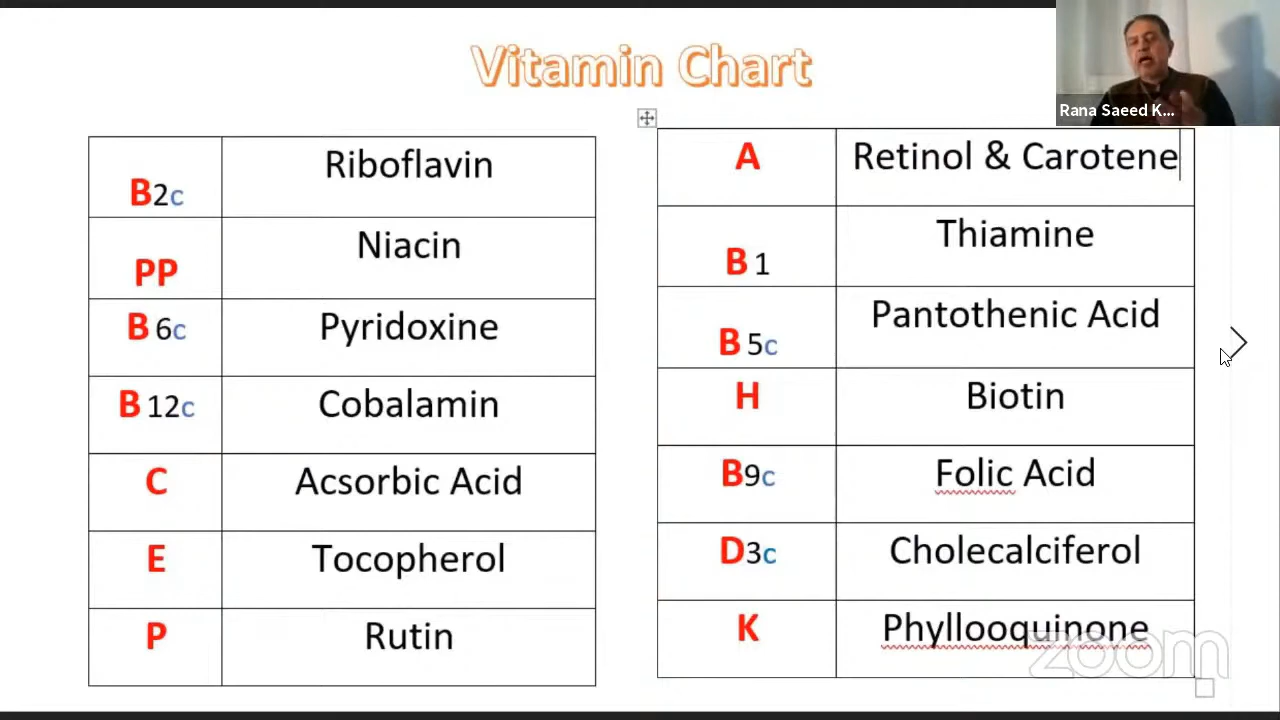 Vitamin Chart
Rana Saeed K...
B2c Riboflavin
PP Niacin
B 6c Pyridoxine
B 12c Cobalamin
C Acsorbic Acid
E Tocopherol
P Rutin
A Retinol & Carotene
B 1 Thiamine
B 5c Pantothenic Acid
H Biotin
B9c Folic Acid
D3c Cholecalciferol
K Phyllooquinone
zoom